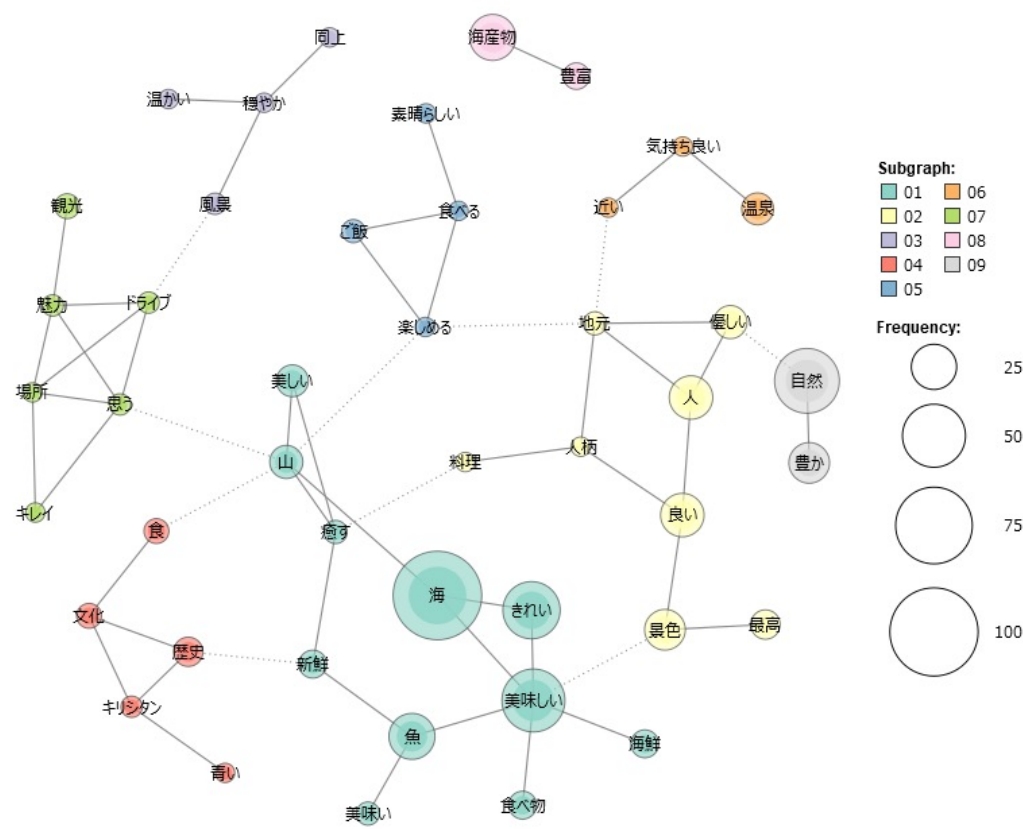 同上
海産物
豊富
温かい
穏やか
素晴らしい
気持ち良い
観光
風景
ご飯
食べる
近い
温泉
魅力
ドライブ
楽しめる
地元
優しい
場所
思う
美しい
人
自然
山
料理
人柄
豊か
キレイ
食
癒す
良い
海
きれい
文化
歴史
新鮮
景色
最高
キリシタン
美味しい
魚
海鮮
青い
美味い
食べ物
Subgraph:
01 06
02 07
03 08
04 09
05
Frequency:
25
50
75
100